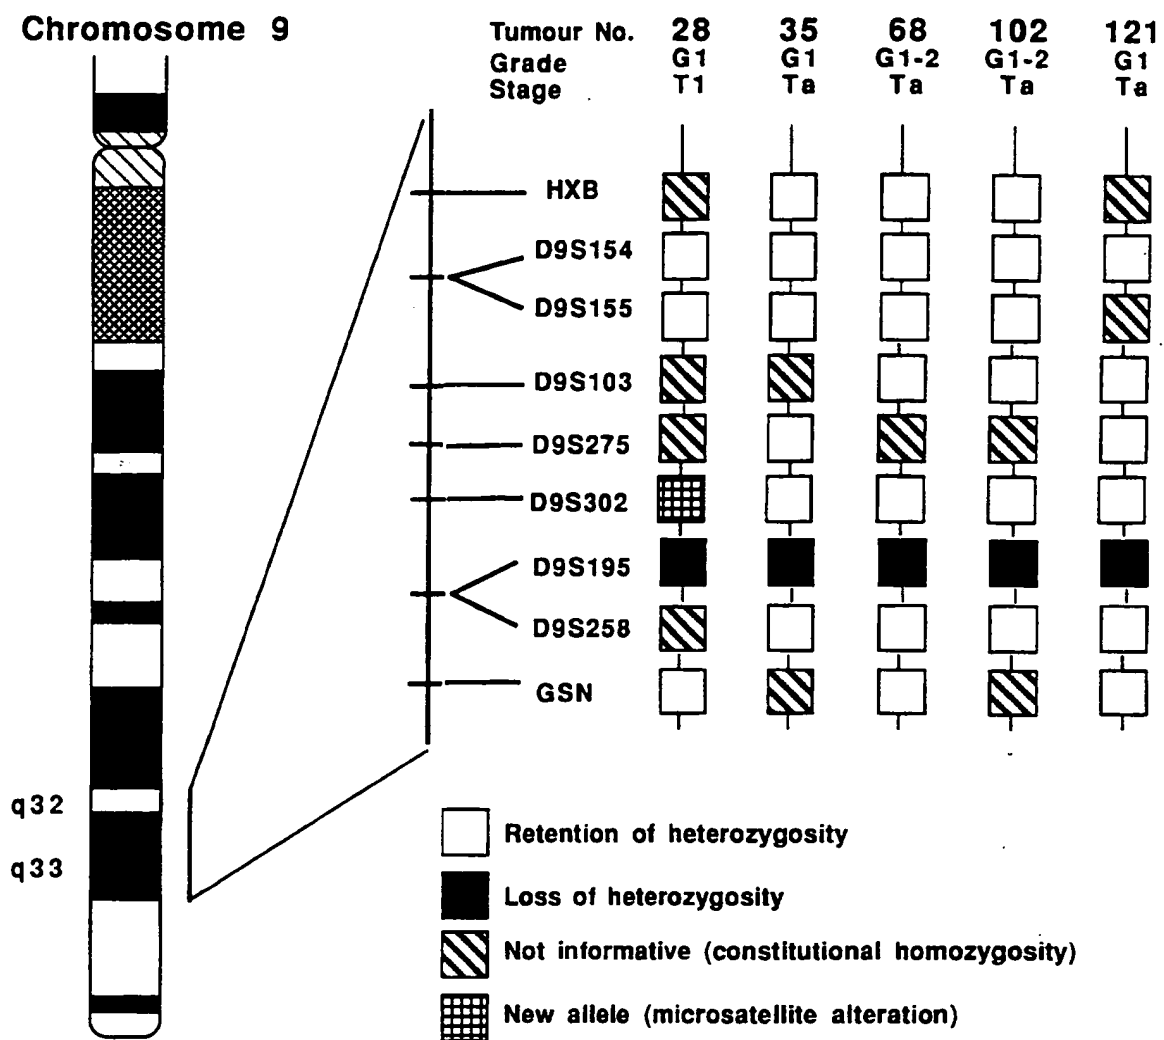 Chromosome 9
Tumour No. 28 35 68 102 121
Grade G1 G1 G1-2 G1-2 G1
Stage T1 Ta Ta Ta Ta
HXB
D9S154
D9S155
D9S103
D9S275
D9S302
D9S195
D9S258
GSN
q32
q33
Retention of heterozygosity
Loss of heterozygosity
Not informative (constitutional homozygosity)
New allele (microsatellite alteration)